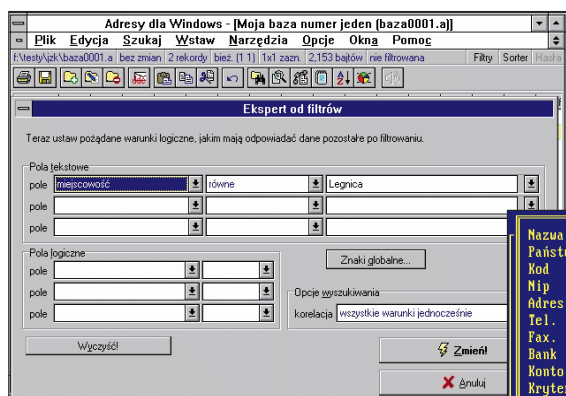 Adresy dla Windows - [Moja baza numer jeden (baza0001.a)]
Plik Edycja Szukaj Wstaw Narzędzia Opcje Okna Pomoc
f:\testy\jzk\baza0001.a bez zmian 2 rekordy bież. (1 1) 1x1 zazn. 2,153 bajtów nie filtrowana Filtry Sorter Hasła
Ekspert od filtrów
Teraz ustaw pożądane warunki logiczne, jakim mają odpowiadać dane pozostałe po filtrowaniu.
Pola tekstowe
pole miejscowość równe Legnica
pole
pole
Pola logiczne
pole
pole
pole
Znaki globalne...
Opcje wyszukiwania
korelacja wszystkie warunki jednocześnie
Wyczyść!
Zmień!
Anuluj
Nazwa
Państ
Kod
Nip
Adres
Tel.
Fax.
Bank
Konto
Kryte